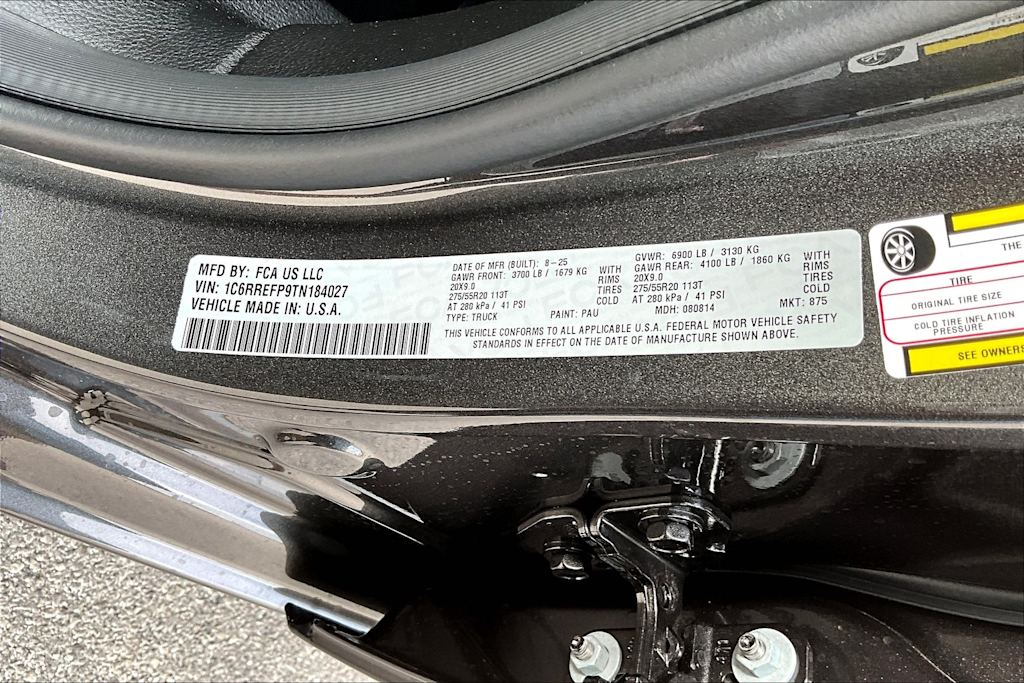 MFD BY: FCA US LLC
VIN: 1C6RREFP9TN184027
VEHICLE MADE IN: U.S.A.
DATE OF MFR (BUILT): 8-25
GAWR FRONT: 3700 LB / 1679 KG WITH
20X9.0 RIMS
275/55R20 113T TIRES
AT 280 kPa / 41 PSI COLD
TYPE: TRUCK PAINT: PAU
GVWR: 6900 LB / 3130 KG
GAWR REAR: 4100 LB / 1860 KG WITH
20X9.0 RIMS
275/55R20 113T TIRES
AT 280 kPa / 41 PSI COLD
MDH: 080814 MKT: 875
THIS VEHICLE CONFORMS TO ALL APPLICABLE U.S.A. FEDERAL MOTOR VEHICLE SAFETY
STANDARDS IN EFFECT ON THE DATE OF MANUFACTURE SHOWN ABOVE.
THE
TIRE
ORIGINAL TIRE SIZE
COLD TIRE INFLATION
PRESSURE
SEE OWNERS